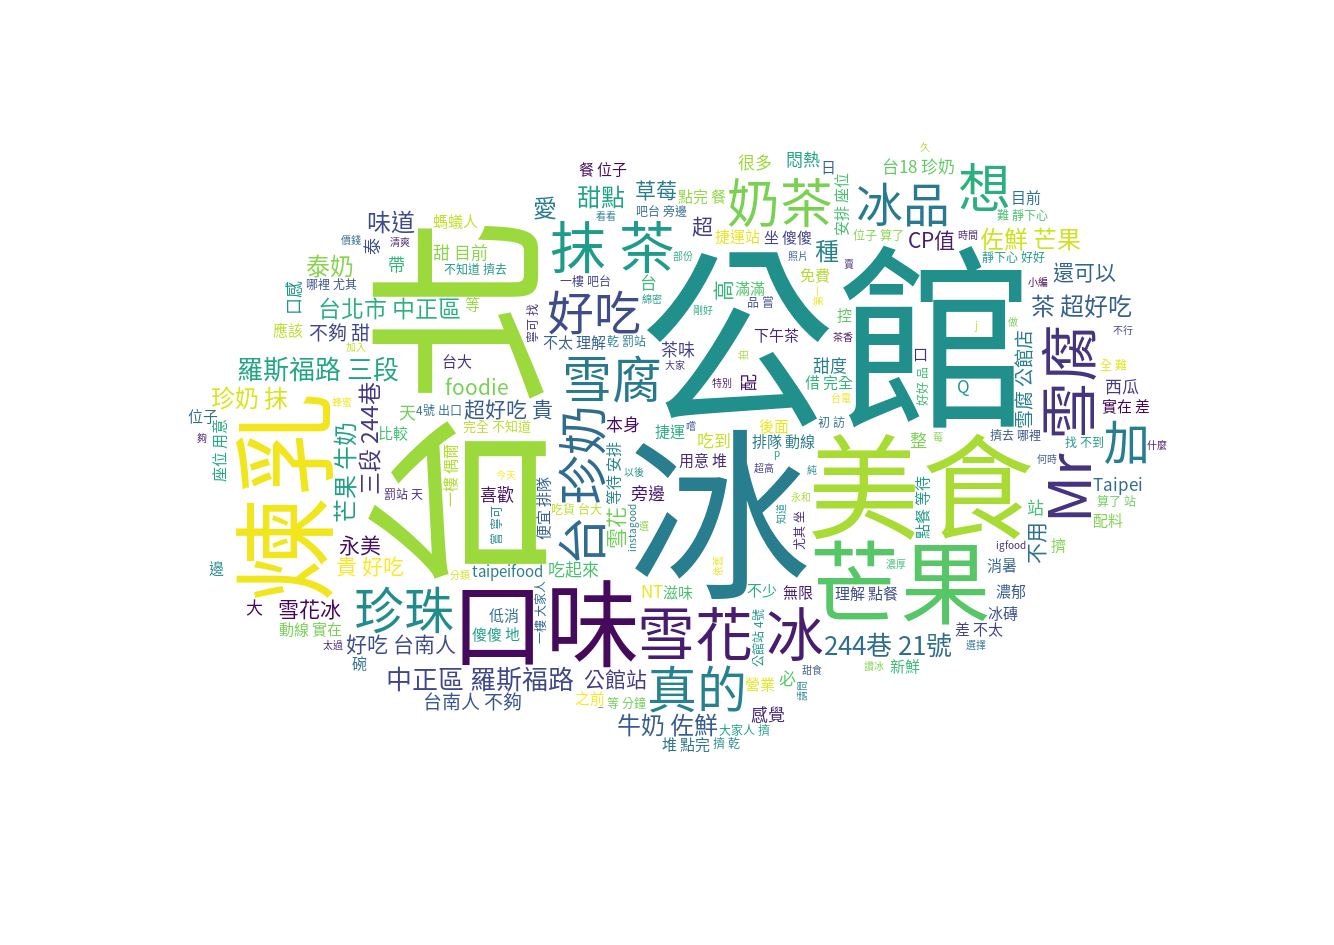 久
餐 位子
很多
悶熱
日
台18 珍奶
甜點
草莓
點完 餐
奶茶
安排 座位
冰品
想
目前
愛
吧台 旁邊
看看
難 靜下心
味道
螞蟻人
超
捷運站
坐 傻傻
位子 算了
CP值
時間
佐鮮 芒果
價錢
泰
清爽
甜 目前
抹 茶
部份
照片
種
賣
靜下心 好好
泰奶
帶
不知道 擠去
公館
還可以
口感
哪裡 尤其
一樓 吧台
台
綿密
區
滿滿
免費
小編
台北市 中正區
等
寧可 找
好吃
剛好
品 嘗
控
茶 超好吃
應該
不夠 甜
台北
不太 理解
乾 罰站
下午茶
茶香
j
做
不行
加入
台大
茶味
大家
把
甜度
口
雪腐 公館店
雪腐
全 難
羅斯福路 三段
foodie
特別
配
借 完全
好好 品
Q
西瓜
珍奶 抹
蜂蜜
三段 244巷
天
4號 出口
超好吃 貴
本身
台電
實在 差
位子
座位 用意
比較
完全 不知道
台 珍奶
捷運
嚐
後面
初 訪
擠去 哪裡
找 不到
加
什麼
夠
煉乳
芒果 牛奶
一樓 偶爾
吃到
排隊 動線
整
美食
莓
何時
Mr
今天
等待 安排
以後
用意 堆
P
超高
純
點餐 等待
Taipei
罰站 天
喜歡
便宜 排隊
旁邊
冰
永和
站
算了 站
當 寧可
吃貨 台大
雪花
instagood
知道
尤其 坐
igfood
不用
配料
擠
永美
邊
貴 好吃
分類
taipeifood
吃起來
依舊
芒果
濃厚
消暑
大
雪花冰
珍珠
低消
一樓 大家人
NT
滋味
不少
無限
理解 點餐
濃郁
動線 實在
傻傻 地
口味
雪花 冰
公館站 4號
冰磚
太過
好吃 台南人
244巷 21號
差 不太
選擇
碗
中正區 羅斯福路
公館站
真的
甜食
讚冰
新鮮
營業
必
台南人 不夠
之前
等 分鐘
感覺
牛奶 佐鮮
大家人 擠
堆 點完
擠 乾